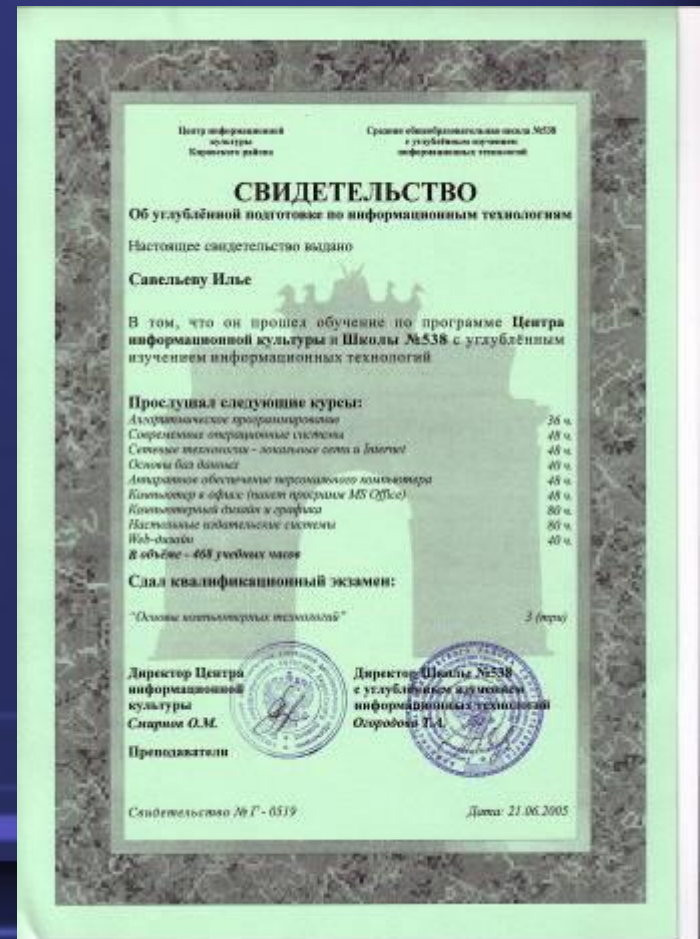 Центр информационной
культуры
Кировского района
Средняя общеобразовательная школа №538
с углублённым изучением
информационных технологий
СВИДЕТЕЛЬСТВО
Об углублённой подготовке по информационным технологиям
Настоящее свидетельство выдано
Савельеву Илье
В том, что он прошел обучение по программе Центра
информационной культуры и Школы №538 с углублённым
изучением информационных технологий
Прослушал следующие курсы:
Алгоритмическое программирование 36 ч.
Современные операционные системы 48 ч.
Сетевые технологии - локальные сети и Internet 48 ч.
Основы баз данных 40 ч.
Аппаратное обеспечение персонального компьютера 48 ч.
Компьютер в офисе (пакет программ MS Office) 48 ч.
Компьютерный дизайн и графика 80 ч.
Настольные издательские системы 80 ч.
Web-дизайн 40 ч.
В объёме - 468 учебных часов
Сдал квалификационный экзамен:
"Основы компьютерных технологий" 3 (три)
Директор Центра
информационной
культуры
Смирнов О.М.
Директор Школы №538
с углублённым изучением
информационных технологий
Огородова Т.А.
Преподаватели
Свидетельство № Г - 0519
Дата: 21.06.2005